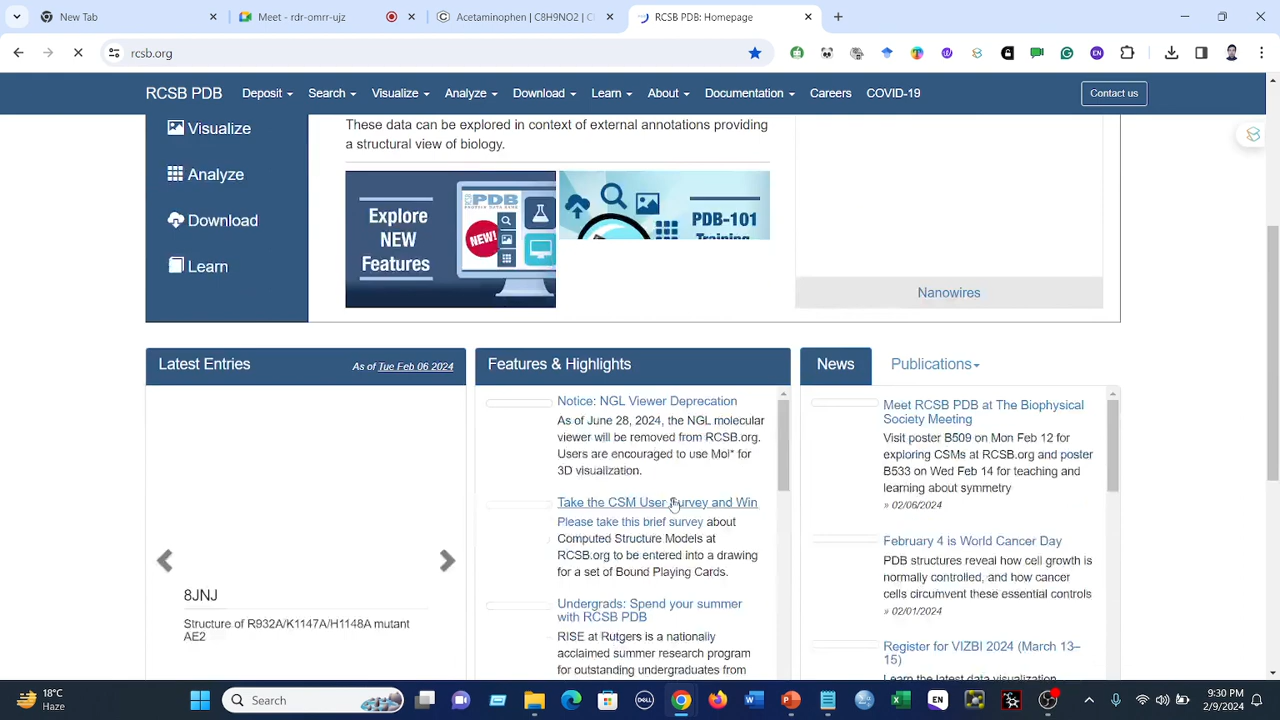 New Tab
Meet - rdr-omrr-ujz
Acetaminophen | C8H9NO2 | C
RCSB PDB: Homepage
rcsb.org
RCSB PDB
Deposit
Search
Visualize
Analyze
Download
Learn
About
Documentation
Careers
COVID-19
Contact us
Visualize
Analyze
Download
Learn
These data can be explored in context of external annotations providing
a structural view of biology.
Explore
NEW
Features
PDB
NEW!
PDB-101
Training
Nanowires
Latest Entries
As of Tue Feb 06 2024
8JNJ
Structure of R932A/K1147A/H1148A mutant
AE2
Features & Highlights
Notice: NGL Viewer Deprecation
As of June 28, 2024, the NGL molecular
viewer will be removed from RCSB.org.
Users are encouraged to use Mol* for
3D visualization.
Take the CSM User Survey and Win
Please take this brief survey about
Computed Structure Models at
RCSB.org to be entered into a drawing
for a set of Bound Playing Cards.
Undergrads: Spend your summer
with RCSB PDB
RISE at Rutgers is a nationally
acclaimed summer research program
for outstanding undergraduates from
News
Publications
Meet RCSB PDB at The Biophysical
Society Meeting
Visit poster B509 on Mon Feb 12 for
exploring CSMs at RCSB.org and poster
B533 on Wed Feb 14 for teaching and
learning about symmetry
» 02/06/2024
February 4 is World Cancer Day
PDB structures reveal how cell growth is
normally controlled, and how cancer
cells circumvent these essential controls
» 02/01/2024
Register for VIZBI 2024 (March 13–
15)
Learn the latest data visualization
18°C
Haze
Search
DELL
EN
9:30 PM
2/9/2024